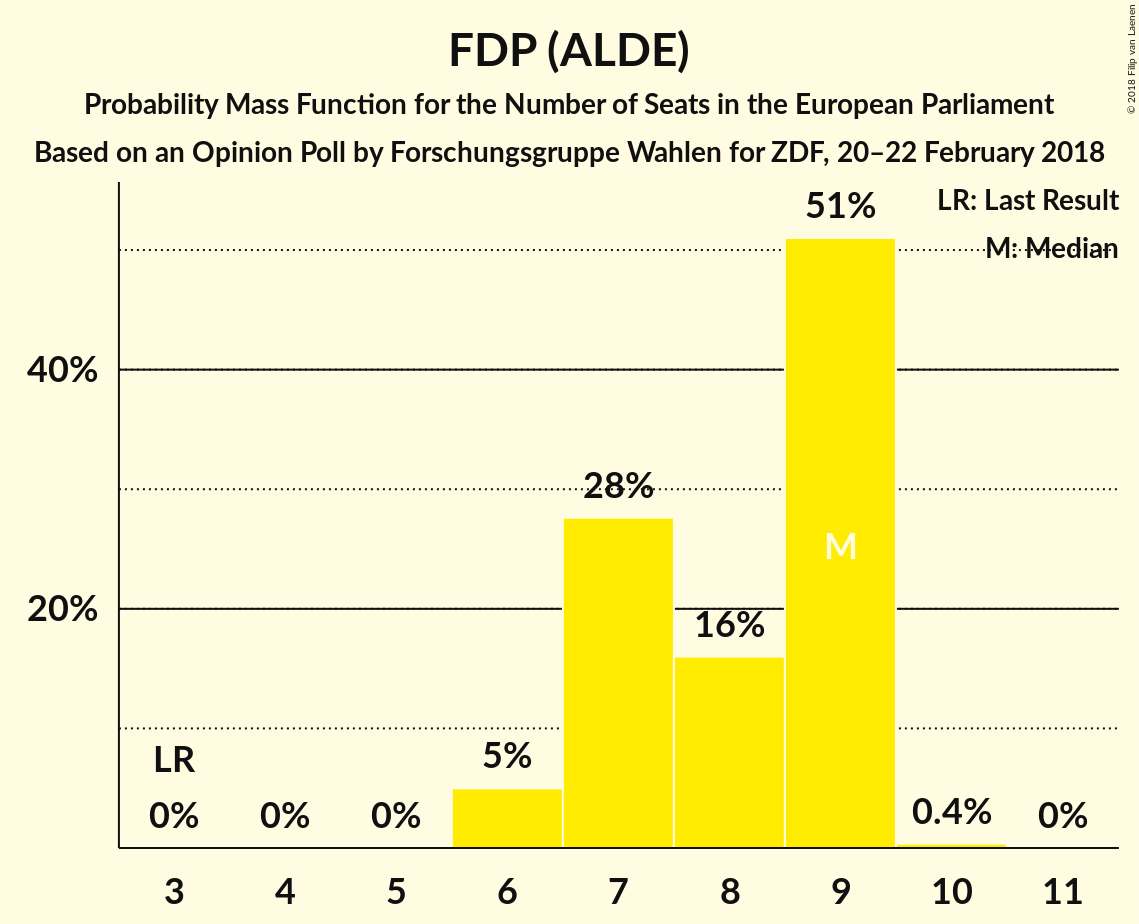 FDP (ALDE)
Probability Mass Function for the Number of Seats in the European Parliament
Based on an Opinion Poll by Forschungsgruppe Wahlen for ZDF, 20–22 February 2018
© 2018 Filip van Laenen
LR: Last Result
M: Median
51%
40%
28%
M
20%
16%
LR
5%
0% 0% 0% 0.4% 0%
3 4 5 6 7 8 9 10 11